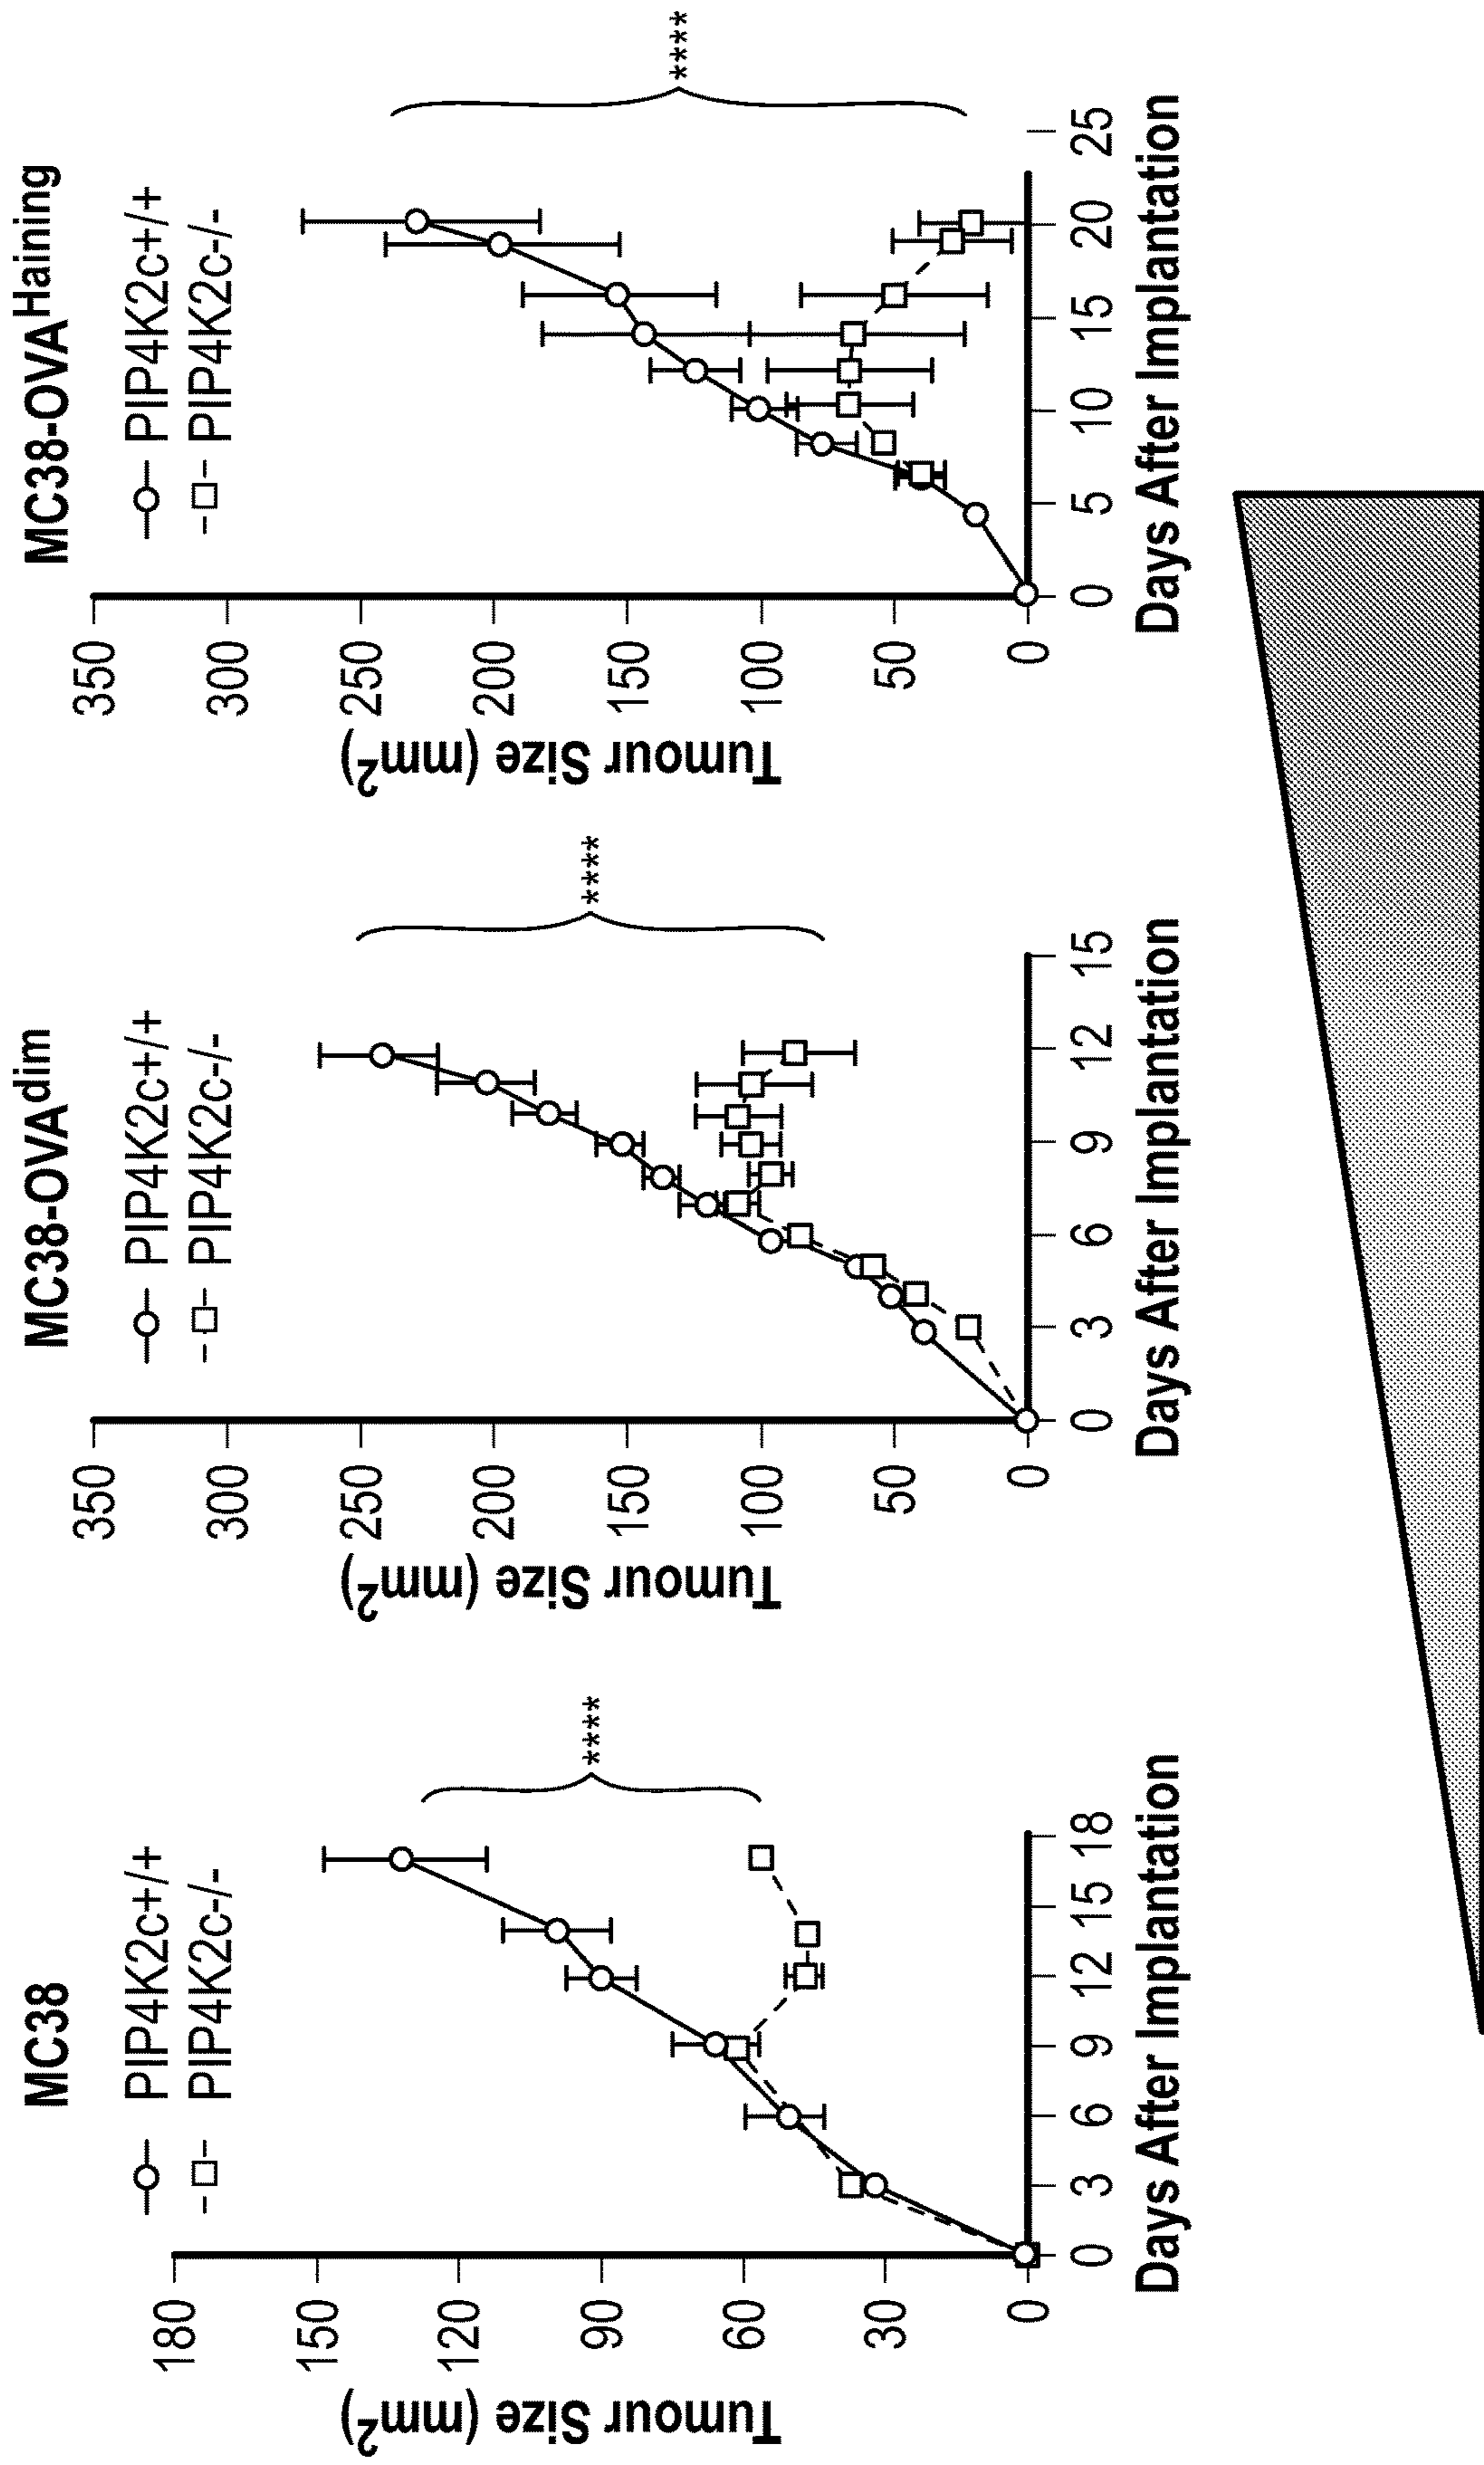 MC38
PIP4K2c+/+
PIP4K2c-/-
Tumour Size (mm²)
180
150
120
90
60
30
0
****
0 3 6 9 12 15 18
Days After Implantation
MC38-OVAdim
PIP4K2c+/+
PIP4K2c-/-
Tumour Size (mm²)
350
300
250
200
150
100
50
0
****
0 3 6 9 12 15
Days After Implantation
MC38-OVAHaining
PIP4K2c+/+
PIP4K2c-/-
Tumour Size (mm²)
350
300
250
200
150
100
50
0
****
0 5 10 15 20 25
Days After Implantation